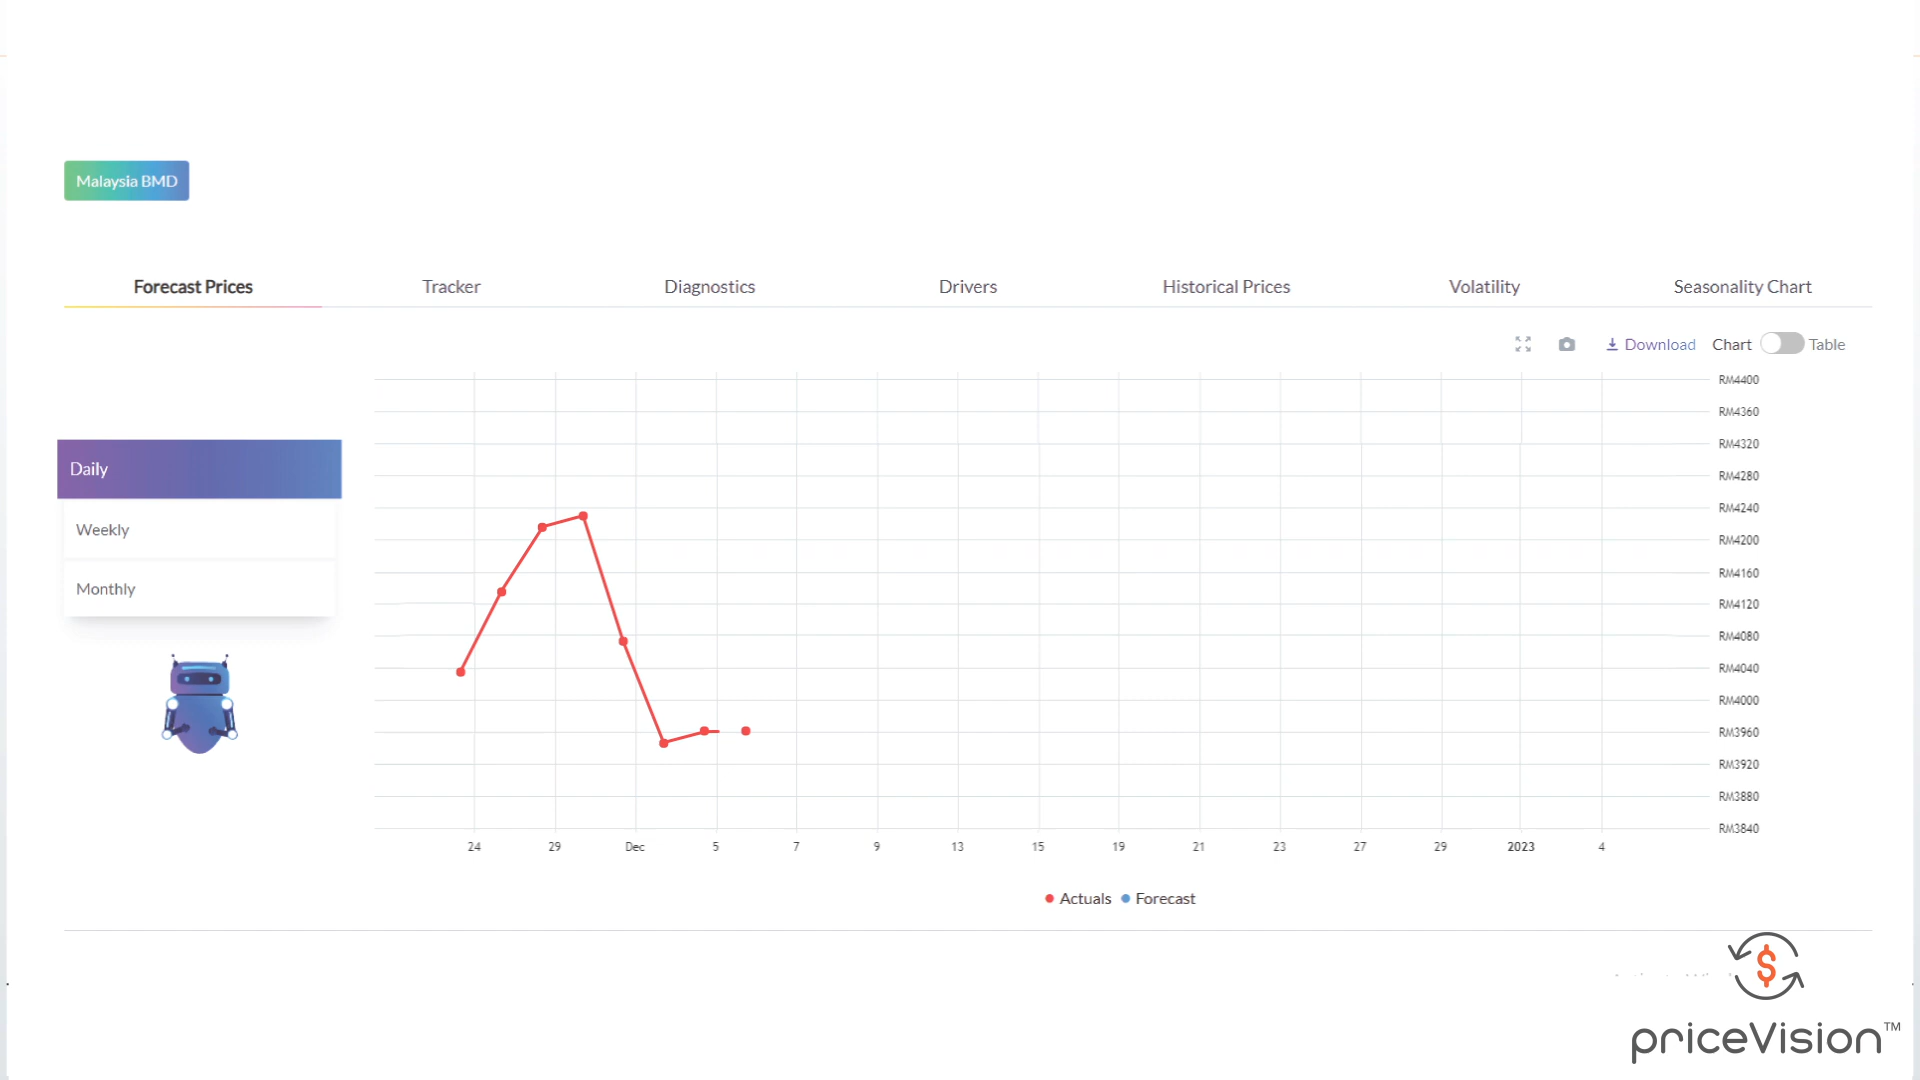 Malaysia BMD
Forecast Prices Tracker Diagnostics Drivers Historical Prices Volatility Seasonality Chart
Download Chart Table
RM4400
RM4360
RM4320
Daily
RM4280
RM4240
Weekly
RM4200
RM4160
Monthly
RM4120
RM4080
RM4040
RM4000
RM3960
RM3920
RM3880
RM3840
24 29 Dec 5 7 9 13 15 19 21 23 27 29 2023 4
Actuals Forecast
$
priceVision™